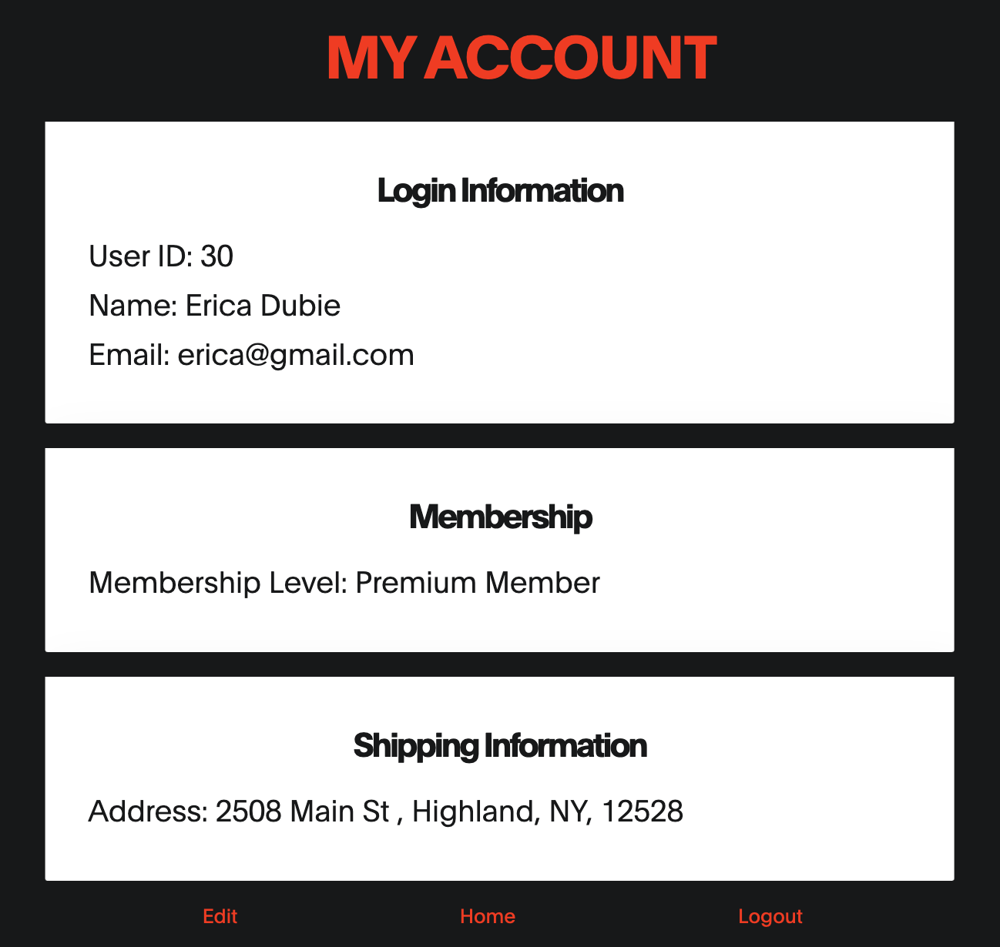 MY ACCOUNT
Login Information
User ID: 30
Name: Erica Dubie
Email: erica@gmail.com
Membership
Membership Level: Premium Member
Shipping Information
Address: 2508 Main St , Highland, NY, 12528
Edit Home Logout